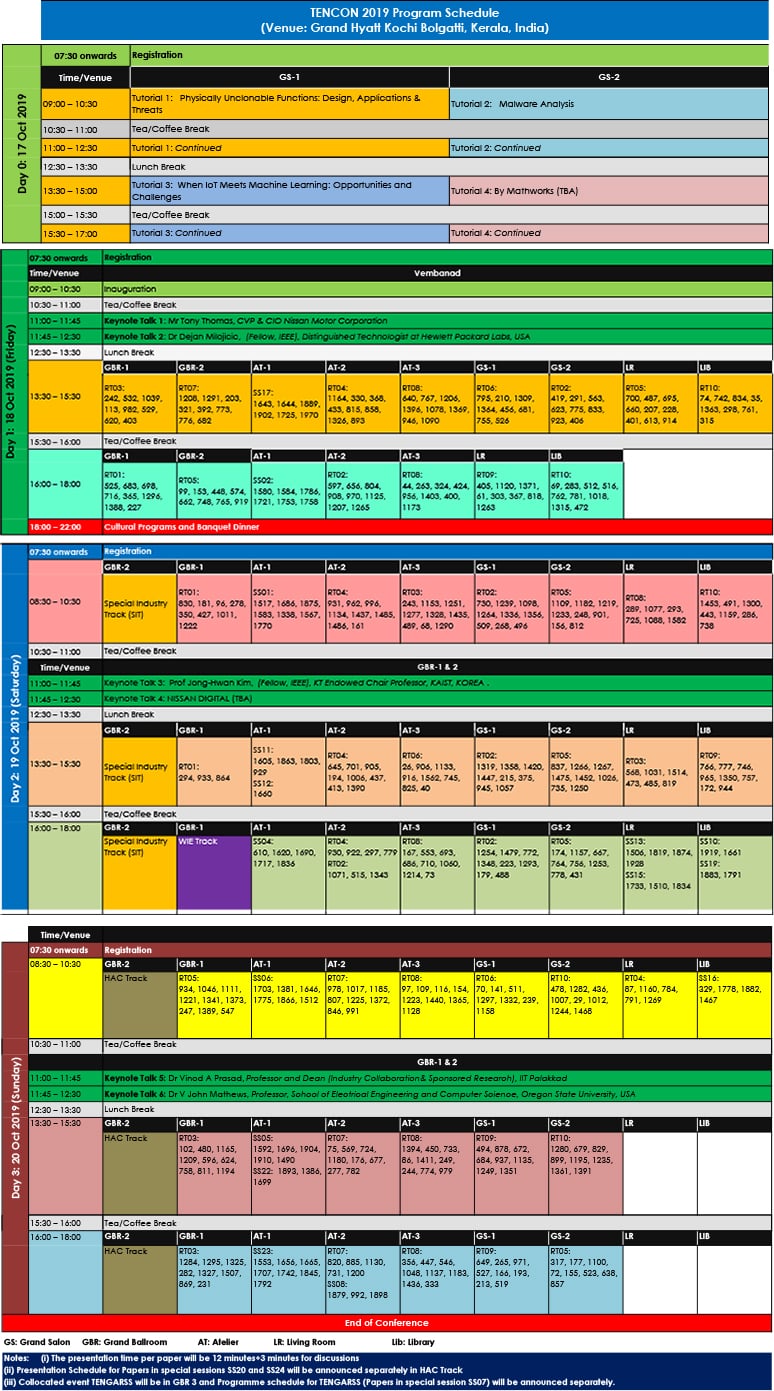 TENCON 2019 Program Schedule
(Venue: Grand Hyatt Kochi Bolgatti, Kerala, India)
Day 0: 17 Oct 2019
07:30 onwards Registration
Time/Venue GS-1 GS-2
09:00 – 10:30 Tutorial 1: Physically Unclonable Functions: Design, Applications & Threats Tutorial 2: Malware Analysis
10:30 – 11:00 Tea/Coffee Break
11:00 – 12:30 Tutorial 1: Continued Tutorial 2: Continued
12:30 – 13:30 Lunch Break
13:30 – 15:00 Tutorial 3: When IoT Meets Machine Learning: Opportunities and Challenges Tutorial 4: By Mathworks (TBA)
15:00 – 15:30 Tea/Coffee Break
15:30 – 17:00 Tutorial 3: Continued Tutorial 4: Continued
Day 1: 18 Oct 2019 (Friday)
07:30 onwards Registration
Time/Venue Vembanad
09:00 – 10:30 Inauguration
10:30 – 11:00 Tea/Coffee Break
11:00 – 11:45 Keynote Talk 1: Mr Tony Thomas, CVP & CIO Nissan Motor Corporation
11:45 – 12:30 Keynote Talk 2: Dr Dejan Milojicio, (Fellow, IEEE), Distinguished Technologist at Hewlett Packard Labs, USA
12:30 – 13:30 Lunch Break
GBR-1 GBR-2 AT-1 AT-2 AT-3 GS-1 GS-2 LR LIB
13:30 – 15:30
RT03: 242, 532, 1039, 113, 982, 529, 620, 403
RT07: 1208, 1291, 203, 321, 392, 773, 776, 682
SS17: 1643, 1644, 1889, 1902, 1725, 1970
RT04: 1164, 330, 368, 433, 815, 858, 1326, 893
RT08: 640, 767, 1206, 1396, 1078, 1369, 946, 1090
RT06: 795, 210, 1309, 1364, 456, 681, 755, 526
RT02: 419, 291, 563, 623, 775, 833, 923, 406
RT05: 700, 487, 695, 660, 207, 228, 401, 613, 914
RT10: 74, 742, 834, 35, 1363, 298, 761, 315
15:30 – 16:00 Tea/Coffee Break
GBR-1 GBR-2 AT-1 AT-2 AT-3 LR LIB
16:00 – 18:00
RT01: 525, 683, 698, 716, 365, 1296, 1388, 227
RT05: 99, 153, 448, 574, 662, 748, 765, 919
SS02: 1580, 1584, 1786, 1721, 1753, 1758
RT02: 597, 656, 804, 908, 970, 1125, 1207, 1265
RT08: 44, 263, 324, 424, 956, 1403, 400, 1173
RT09: 405, 1120, 1371, 61, 303, 367, 818, 1263
RT10: 69, 283, 512, 516, 762, 781, 1018, 1315, 472
18:00 – 22:00 Cultural Programs and Banquet Dinner
Day 2: 19 Oct 2019 (Saturday)
07:30 onwards Registration
GBR-2 GBR-1 AT-1 AT-2 AT-3 GS-1 GS-2 LR LIB
08:30 – 10:30
Special Industry Track (SIT)
RT01: 830, 181, 96, 278, 350, 427, 1011, 1222
SS01: 1517, 1686, 1875, 1583, 1338, 1567, 1770
RT04: 931, 962, 996, 1134, 1437, 1485, 1486, 161
RT03: 243, 1153, 1251, 1277, 1328, 1435, 489, 68, 1290
RT02: 730, 1239, 1098, 1264, 1336, 1356, 509, 268, 496
RT05: 1109, 1182, 1219, 1233, 248, 901, 156, 812
RT08: 289, 1077, 293, 725, 1088, 1582
RT10: 1453, 491, 1300, 443, 1159, 286, 738
10:30 – 11:00 Tea/Coffee Break
Time/Venue GBR-1 & 2
11:00 – 11:45 Keynote Talk 3: Prof Jong-Hwan Kim, (Fellow, IEEE), KT Endowed Chair Professor, KAIST, KOREA .
11:45 – 12:30 Keynote Talk 4: NISSAN DIGITAL (TBA)
12:30 – 13:30 Lunch Break
GBR-2 GBR-1 AT-1 AT-2 AT-3 GS-1 GS-2 LR LIB
13:30 – 15:30
Special Industry Track (SIT)
RT01: 294, 933, 864
SS11: 1605, 1863, 1803, 929
SS12: 1660
RT04: 645, 701, 905, 194, 1006, 437, 413, 1390
RT06: 26, 906, 1133, 916, 1562, 745, 825, 40
RT02: 1319, 1358, 1420, 1447, 215, 375, 945, 1057
RT05: 837, 1266, 1267, 1475, 1452, 1026, 735, 1250
RT03: 568, 1031, 1514, 473, 485, 819
RT09: 766, 777, 746, 965, 1350, 757, 172, 944
15:30 – 16:00 Tea/Coffee Break
16:00 – 18:00 GBR-2 GBR-1 AT-1 AT-2 AT-3 GS-1 GS-2 LR LIB
Special Industry Track (SIT)
WIE Track
SS04: 610, 1620, 1690, 1717, 1836
RT04: 930, 922, 297, 779
RT02: 1071, 515, 1343
RT08: 167, 553, 693, 686, 710, 1060, 1214, 73
RT02: 1254, 1479, 772, 1348, 223, 1293, 179, 488
RT05: 174, 1157, 667, 764, 756, 1253, 778, 431
SS13: 1506, 1819, 1874, 1928
SS15: 1733, 1510, 1834
SS10: 1919, 1661
SS19: 1883, 1791
Time/Venue
Day 3: 20 Oct 2019 (Sunday)
07:30 onwards Registration
08:30 – 10:30 GBR-2 GBR-1 AT-1 AT-2 AT-3 GS-1 GS-2 LR LIB
HAC Track
RT05: 934, 1046, 1111, 1221, 1341, 1373, 247, 1389, 547
SS06: 1703, 1381, 1646, 1775, 1866, 1512
RT07: 978, 1017, 1185, 807, 1225, 1372, 846, 991
RT08: 97, 109, 116, 154, 1223, 1440, 1365, 1128
RT06: 70, 141, 511, 1297, 1332, 239, 1158
RT10: 478, 1282, 436, 1007, 29, 1012, 1244, 1468
RT04: 87, 1160, 784, 791, 1269
SS16: 329, 1778, 1882, 1467
10:30 – 11:00 Tea/Coffee Break
GBR-1 & 2
11:00 – 11:45 Keynote Talk 5: Dr Vinod A Prasad, Professor and Dean (Industry Collaboration& Sponsored Research), IIT Palakkad
11:45 – 12:30 Keynote Talk 6: Dr V John Mathews, Professor, School of Electrical Engineering and Computer Science, Oregon State University, USA
12:30 – 13:30 Lunch Break
13:30 – 15:30 GBR-2 GBR-1 AT-1 AT-2 AT-3 GS-1 GS-2 LR LIB
HAC Track
RT03: 102, 480, 1165, 1209, 596, 624, 758, 811, 1194
SS05: 1592, 1696, 1904, 1910, 1490
SS22: 1893, 1386, 1699
RT07: 75, 569, 724, 1180, 176, 677, 277, 782
RT08: 1394, 450, 733, 86, 1411, 249, 244, 774, 979
RT09: 494, 878, 672, 684, 937, 1135, 1249, 1351
RT10: 1280, 679, 829, 899, 1195, 1235, 1361, 1391
15:30 – 16:00 Tea/Coffee Break
16:00 – 18:00 GBR-2 GBR-1 AT-1 AT-2 AT-3 GS-1 GS-2 LR LIB
HAC Track
RT03: 1284, 1295, 1325, 282, 1327, 1507, 869, 231
SS23: 1553, 1656, 1665, 1707, 1742, 1845, 1792
RT07: 820, 885, 1130, 731, 1200
SS08: 1879, 992, 1898
RT08: 356, 447, 546, 1048, 1137, 1183, 1436, 333
RT09: 649, 265, 971, 527, 166, 193, 213, 519
RT05: 317, 177, 1100, 72, 155, 523, 638, 857
End of Conference
GS: Grand Salon GBR: Grand Ballroom AT: Atelier LR: Living Room Lib: Library
Notes: (i) The presentation time per paper will be 12 minutes+3 minutes for discussions
(ii) Presentation Schedule for Papers in special sessions SS20 and SS24 will be announced separately in HAC Track
(iii) Collocated event TENGARSS will be in GBR 3 and Programme schedule for TENGARSS (Papers in special session SS07) will be announced separately.